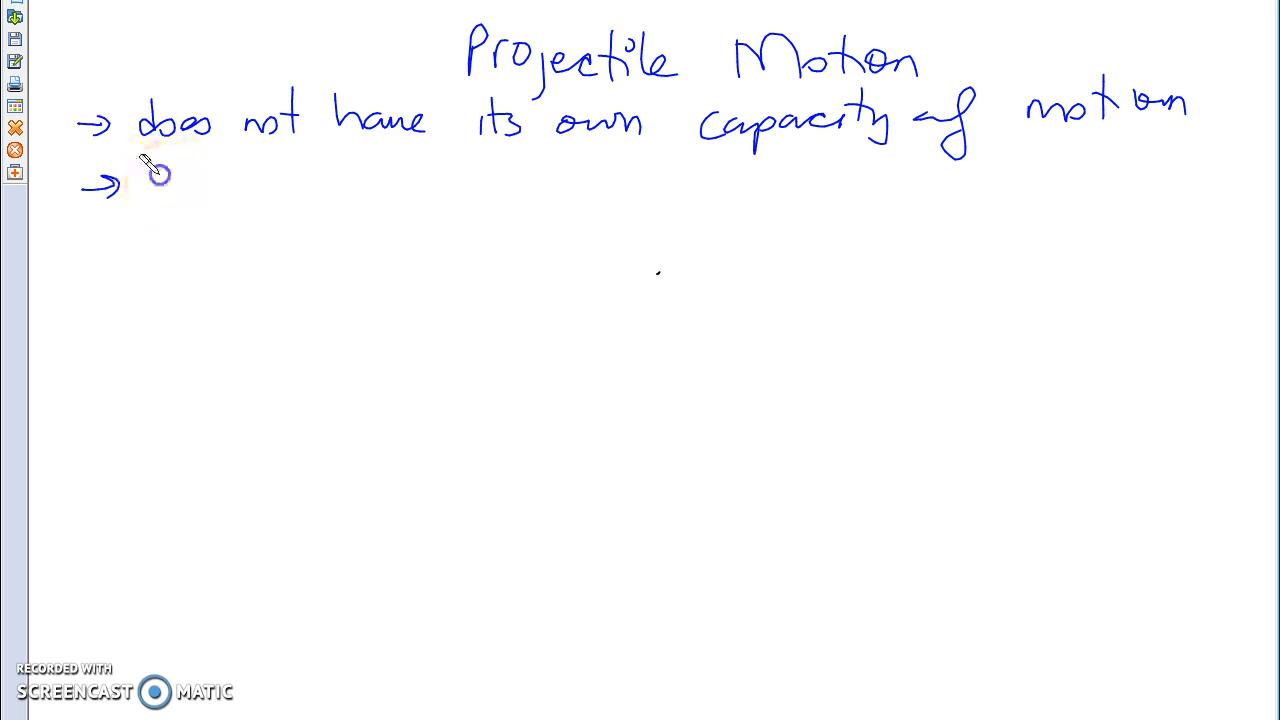 Projectile Motion
→ does not have its own capacity of motion
→
RECORDED WITH
SCREENCAST MATIC